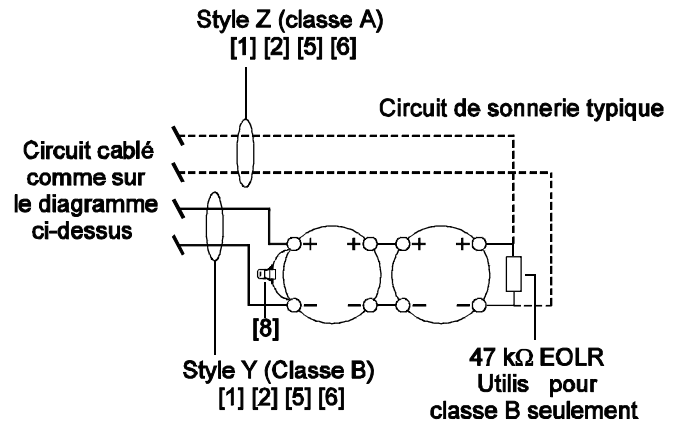 Style Z (classe A)
[1] [2] [5] [6]
Circuit de sonnerie typique
Circuit cablé
comme sur
le diagramme
ci-dessus
+ + + +
- - - -
[8]
Style Y (Classe B)
[1] [2] [5] [6]
47 kΩ EOLR
Utilis pour
classe B seulement